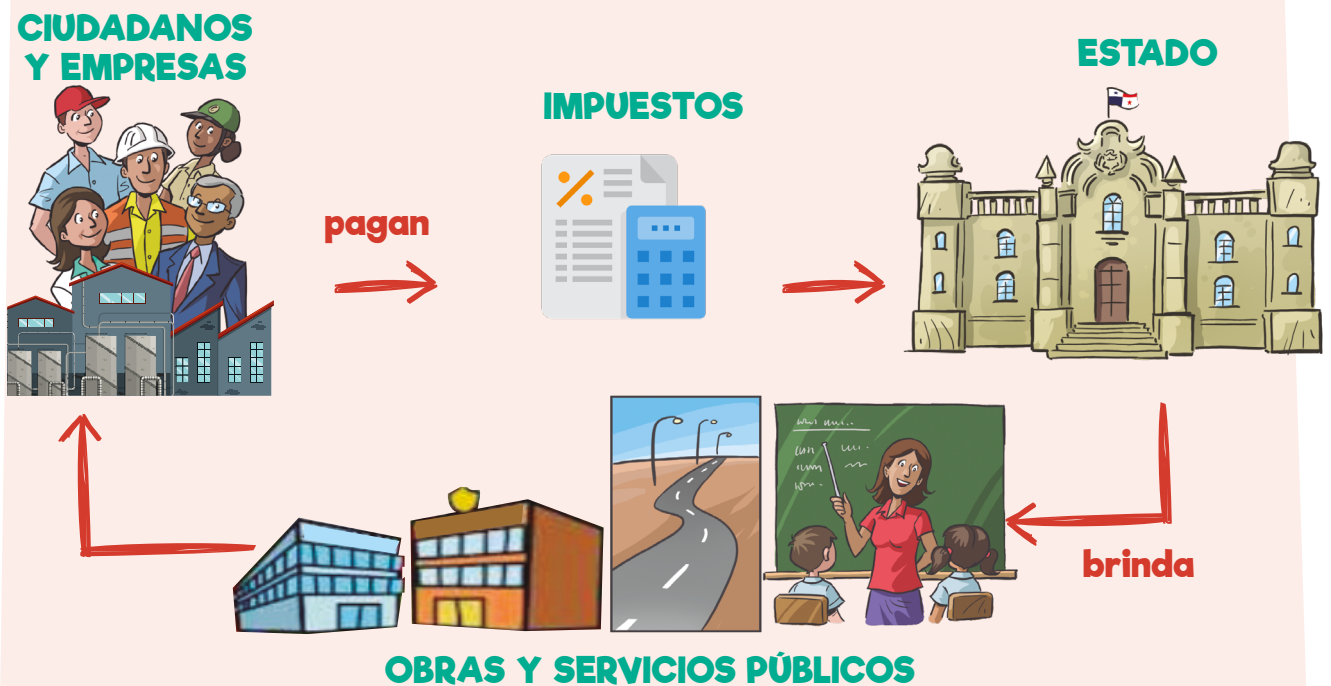 CIUDADANOS
Y EMPRESAS
IMPUESTOS
ESTADO
pagan
brinda
OBRAS Y SERVICIOS PÚBLICOS